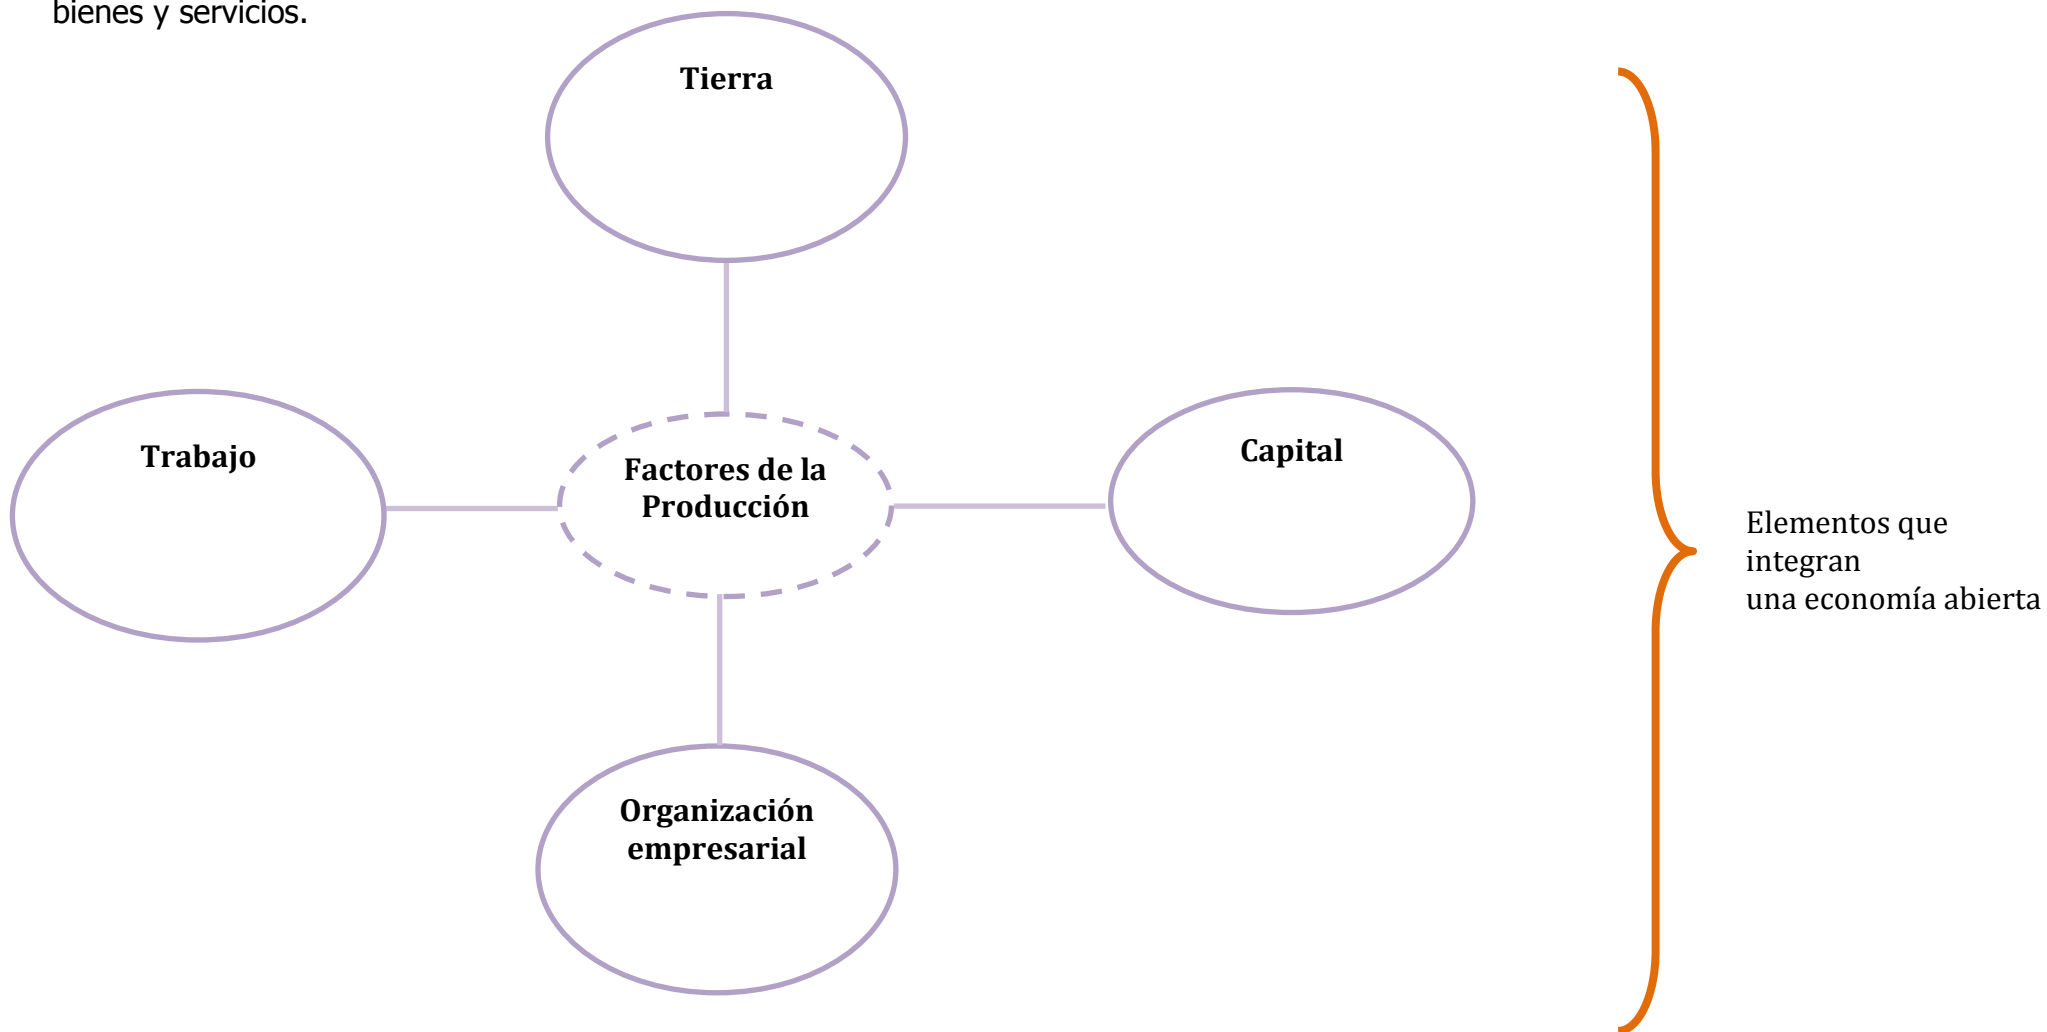 bienes y servicios.
Tierra
Trabajo
Factores de la
Producción
Capital
Organización
empresarial
Elementos que
integran
una economía abierta